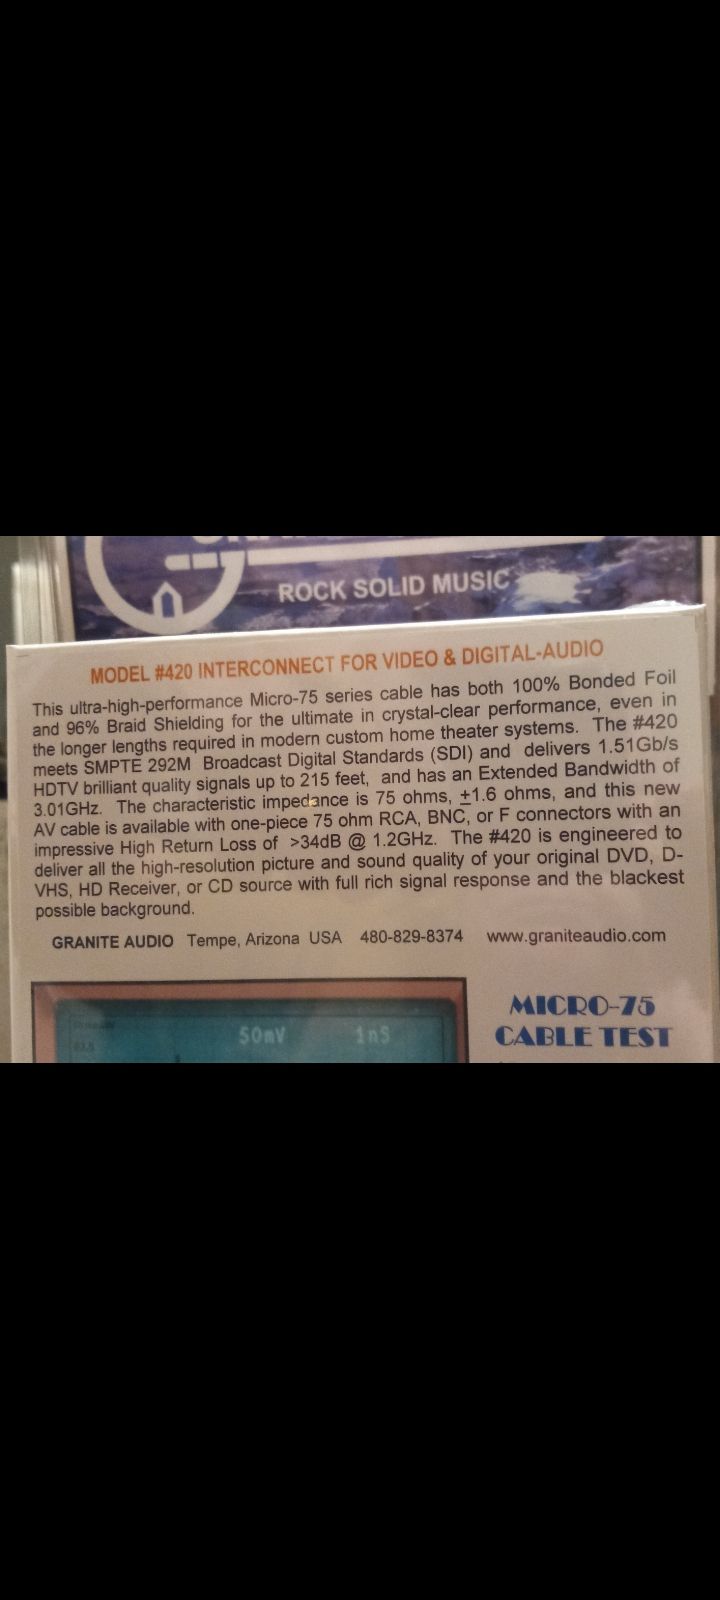 ROCK SOLID MUSIC
MODEL #420 INTERCONNECT FOR VIDEO & DIGITAL-AUDIO
This ultra-high-performance Micro-75 series cable has both 100% Bonded Foil
and 96% Braid Shielding for the ultimate in crystal-clear performance, even in
the longer lengths required in modern custom home theater systems. The #420
meets SMPTE 292M Broadcast Digital Standards (SDI) and delivers 1.51Gb/s
HDTV brilliant quality signals up to 215 feet, and has an Extended Bandwidth of
3.01GHz. The characteristic impedance is 75 ohms, ±1.6 ohms, and this new
AV cable is available with one-piece 75 ohm RCA, BNC, or F connectors with an
impressive High Return Loss of >34dB @ 1.2GHz. The #420 is engineered to
deliver all the high-resolution picture and sound quality of your original DVD, D-
VHS, HD Receiver, or CD source with full rich signal response and the blackest
possible background.
GRANITE AUDIO Tempe, Arizona USA 480-829-8374 www.graniteaudio.com
50mV 1nS
MICRO-75
CABLE TEST